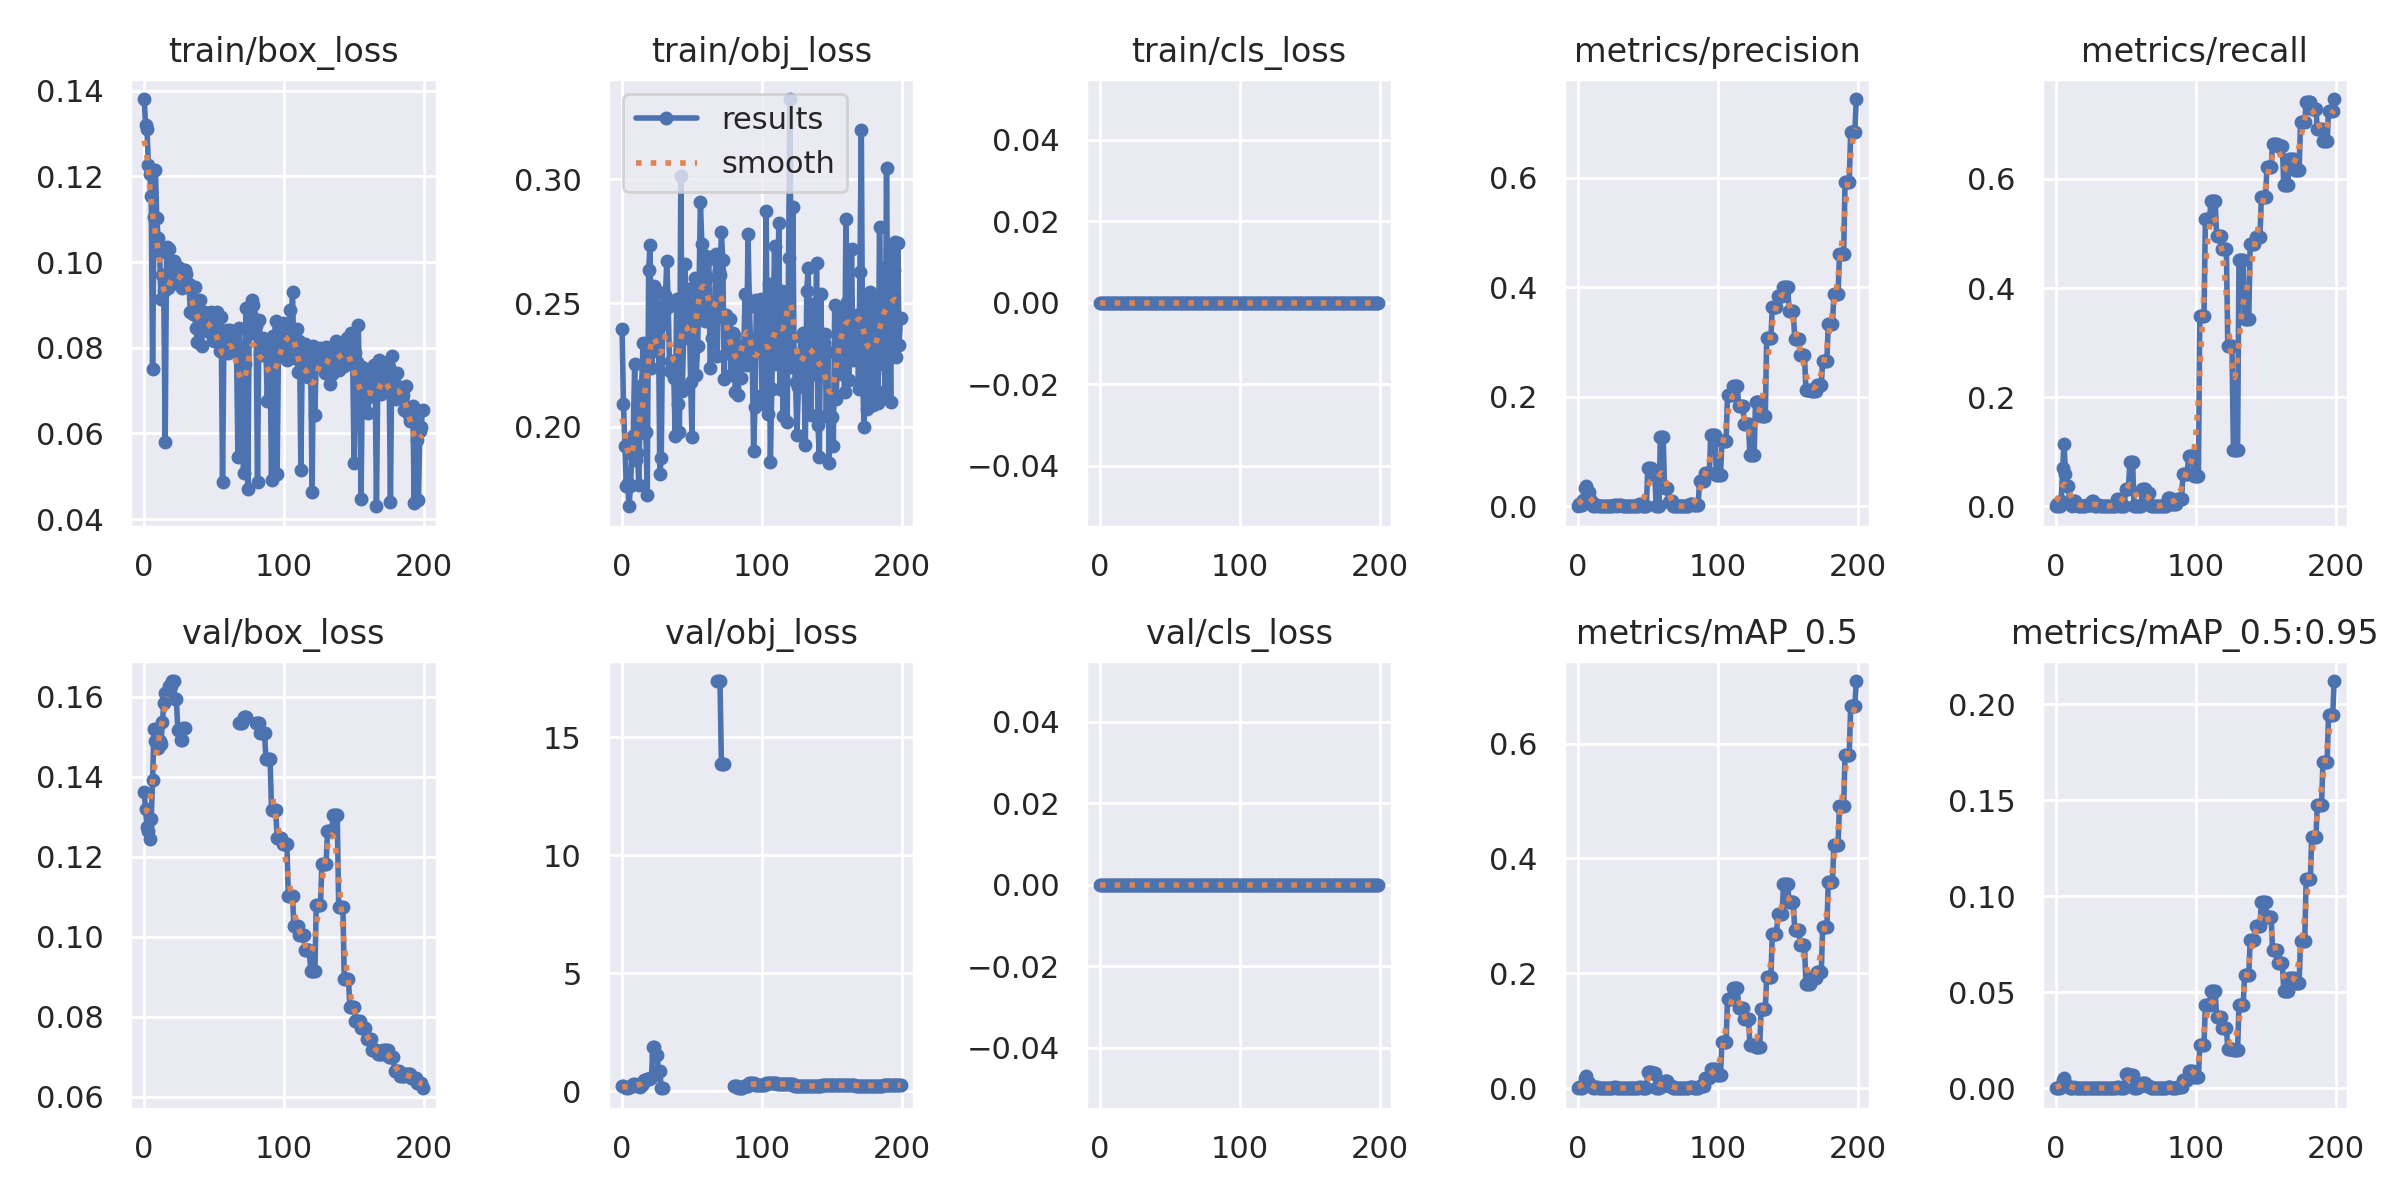 train/box_loss
train/obj_loss
train/cls_loss
metrics/precision
metrics/recall
0.14
0.12
0.10
0.08
0.06
0.04
0 100 200
results
smooth
0.30
0.25
0.20
0 100 200
0.04
0.02
0.00
−0.02
−0.04
0 100 200
0.6
0.4
0.2
0.0
0 100 200
0.6
0.4
0.2
0.0
0 100 200
val/box_loss
val/obj_loss
val/cls_loss
metrics/mAP_0.5
metrics/mAP_0.5:0.95
0.16
0.14
0.12
0.10
0.08
0.06
0 100 200
15
10
5
0
0 100 200
0.04
0.02
0.00
−0.02
−0.04
0 100 200
0.6
0.4
0.2
0.0
0 100 200
0.20
0.15
0.10
0.05
0.00
0 100 200